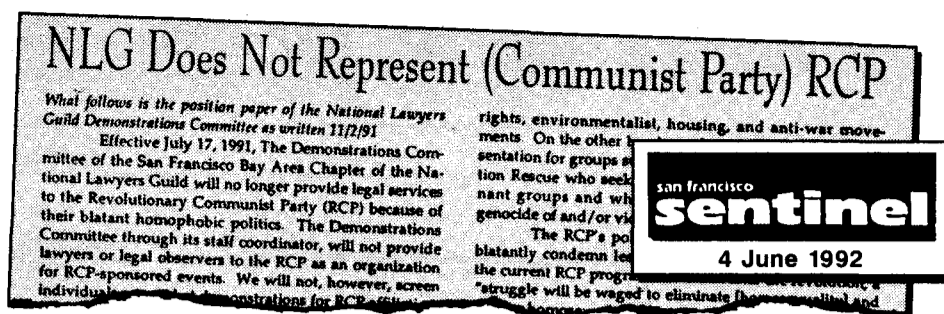 NLG Does Not Represent (Communist Party) RCP
What follows is the position paper of the National Lawyers
Guild Demonstrations Committee as written 11/2/91
Effective July 17, 1991, The Demonstrations Com-
mittee of the San Francisco Bay Area Chapter of the Na-
tional Lawyers Guild will no longer provide legal services
to the Revolutionary Communist Party (RCP) because of
their blatant homophobic politics. The Demonstrations
Committee through its staff coordinator, will not provide
lawyers or legal observers to the RCP as an organization
for RCP-sponsored events. We will not, however, screen
rights, environmentalist, housing, and anti-war move-
ments. On the other
sentation for groups
tion Rescue who seek
nant groups and
genocide of and/or
The RCP's
blatantly condemn
the current RCP
"struggle will be waged to eliminate
san francisco
sentinel
4 June 1992